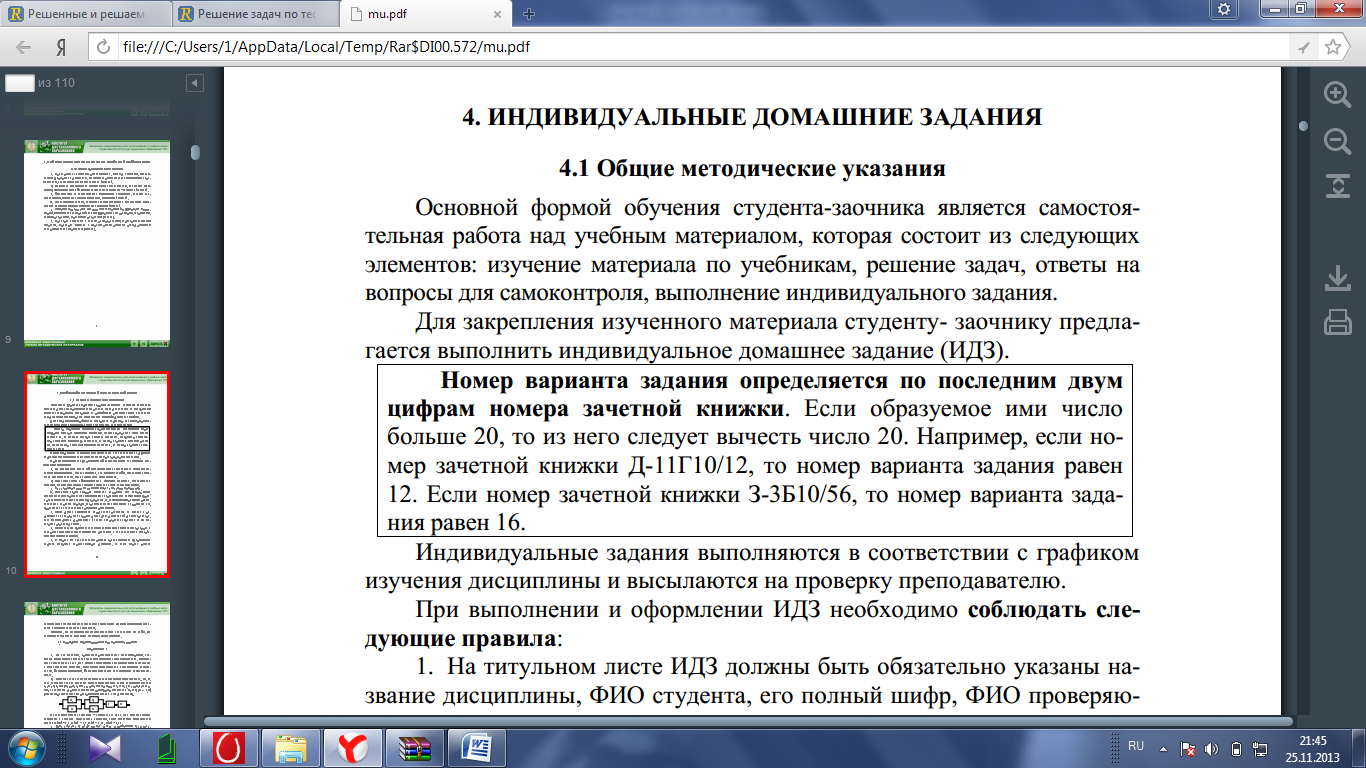 Решенные и решаем
Решение задач по тео
mu.pdf
file:///C:/Users/1/AppData/Local/Temp/Rar$DI00.572/mu.pdf
из 110
9
10
4. ИНДИВИДУАЛЬНЫЕ ДОМАШНИЕ ЗАДАНИЯ
4.1 Общие методические указания
Основной формой обучения студента-заочника является самостоя-
тельная работа над учебным материалом, которая состоит из следующих
элементов: изучение материала по учебникам, решение задач, ответы на
вопросы для самоконтроля, выполнение индивидуального задания.
Для закрепления изученного материала студенту- заочнику предла-
гается выполнить индивидуальное домашнее задание (ИДЗ).
Номер варианта задания определяется по последним двум
цифрам номера зачетной книжки. Если образуемое ими число
больше 20, то из него следует вычесть число 20. Например, если но-
мер зачетной книжки Д-11Г10/12, то номер варианта задания равен
12. Если номер зачетной книжки З-3Б10/56, то номер варианта зада-
ния равен 16.
Индивидуальные задания выполняются в соответствии с графиком
изучения дисциплины и высылаются на проверку преподавателю.
При выполнении и оформлении ИДЗ необходимо соблюдать сле-
дующие правила:
1. На титульном листе ИДЗ должны быть обязательно указаны на-
звание дисциплины, ФИО студента, его полный шифр, ФИО проверяю-
RU
21:45
25.11.2013